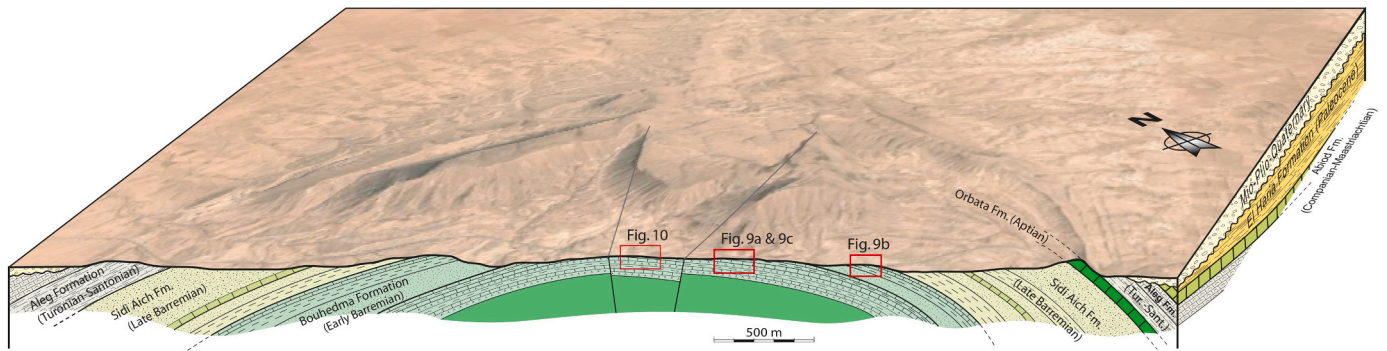 Mio-Plio-Quaternary
El Haria Formation (Paleocene)
Abiod Fm.
(Companian-Maastriachtian)
N
Orbata Fm. (Aptian)
Fig. 10
Fig. 9a & 9c
Fig. 9b
Aleg Formation
(Turonian-Santonian)
Sidi Aich Fm.
(Late Barremian)
Bouhedma Formation
(Early Barremian)
Sidi Aich Fm.
(Late Barremian)
Aleg Fm.
(Tur.-Sant.)
500 m